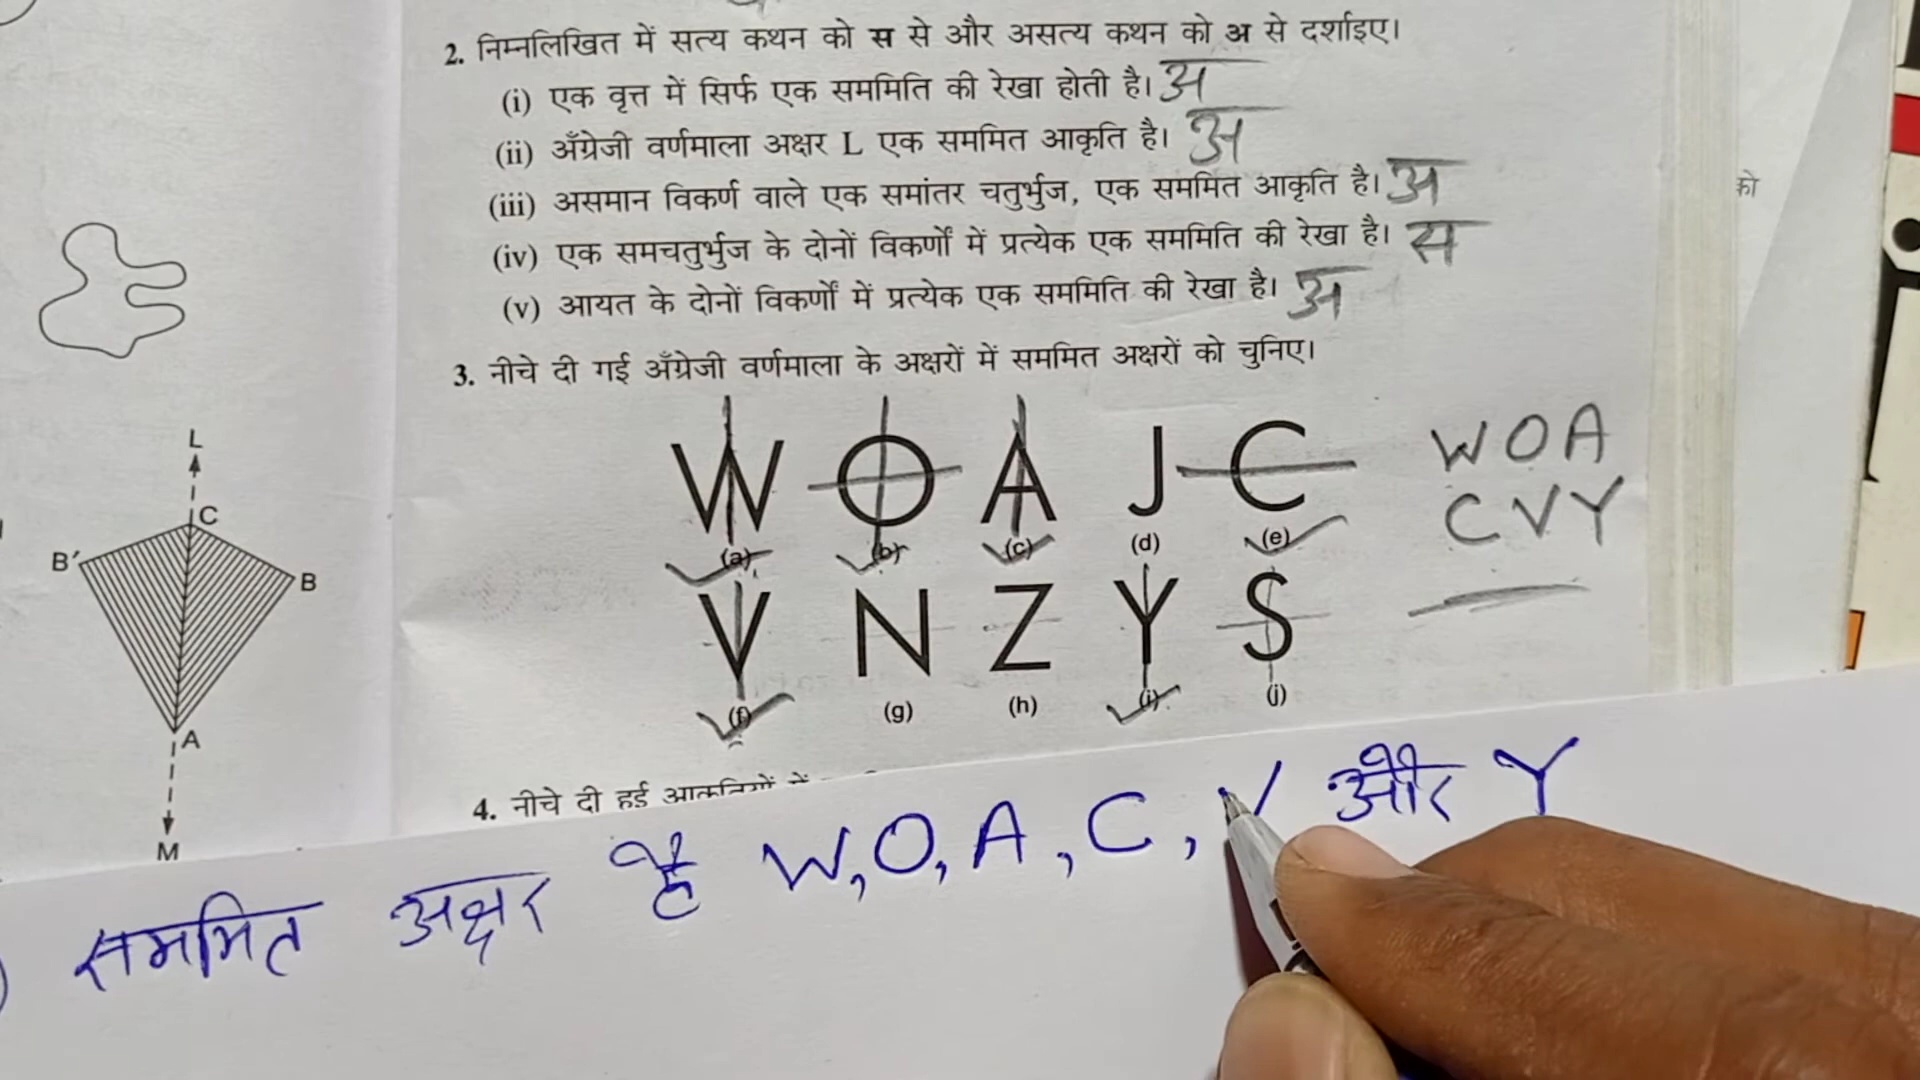 2. निम्नलिखित में सत्य कथन को स से और असत्य कथन को अ से दर्शाइए।
(i) एक वृत्त में सिर्फ एक सममिति की रेखा होती है। अ
(ii) अँग्रेजी वर्णमाला अक्षर L एक सममित आकृति है। अ
(iii) असमान विकर्ण वाले एक समांतर चतुर्भुज, एक सममित आकृति है। अ
(iv) एक समचतुर्भुज के दोनों विकर्णों में प्रत्येक एक सममिति की रेखा है। स
(v) आयत के दोनों विकर्णों में प्रत्येक एक सममिति की रेखा है। अ
3. नीचे दी गई अँग्रेजी वर्णमाला के अक्षरों में सममित अक्षरों को चुनिए।
W O A J C
(a) (b) (c) (d) (e)
V N Z Y S
(f) (g) (h) (i) (j)
W O A
C V Y
L
C
B′
B
A
M
को
4. नीचे दी हुई आकृतियों में
सममित अक्षर है W, O, A, C, V और Y